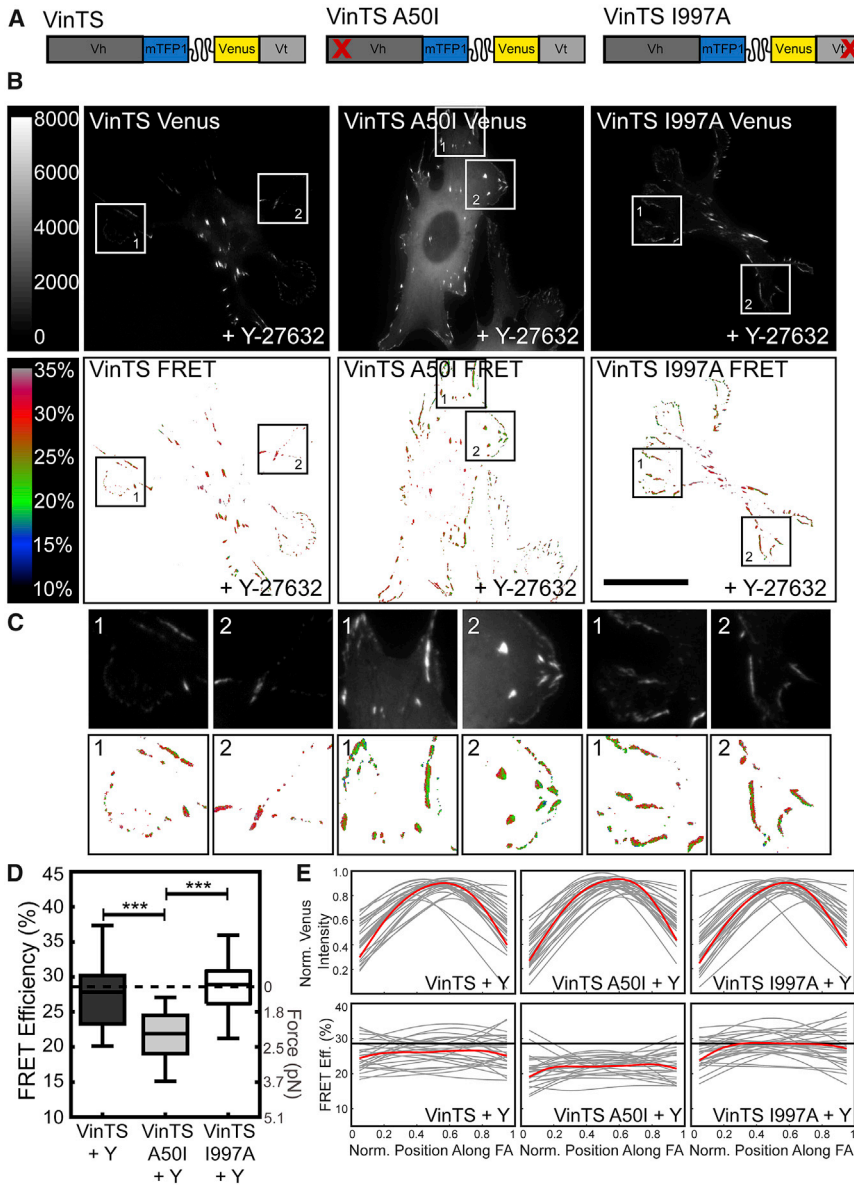 A
VinTS
VinTS A50I
VinTS I997A
Vh mTFP1 Venus Vt
X Vh mTFP1 Venus Vt
Vh mTFP1 Venus Vt X
B
8000
6000
4000
2000
0
VinTS Venus
1
2
+ Y-27632
VinTS A50I Venus
1
2
+ Y-27632
VinTS I997A Venus
1
2
+ Y-27632
35%
30%
25%
20%
15%
10%
VinTS FRET
1
2
+ Y-27632
VinTS A50I FRET
1
2
+ Y-27632
VinTS I997A FRET
1
2
+ Y-27632
C
1 2 1 2 1 2
1 2 1 2 1 2
D
FRET Efficiency (%)
45
40
35
30
25
20
15
10
*** ***
0
1.8
2.5
3.7
5.1
Force (pN)
VinTS + Y
VinTS A50I + Y
VinTS I997A + Y
E
Norm. Venus Intensity
1.0
0.8
0.6
0.4
0.2
VinTS + Y
VinTS A50I + Y
VinTS I997A + Y
FRET Eff. (%)
40
30
20
10
VinTS + Y
VinTS A50I + Y
VinTS I997A + Y
0 0.2 0.4 0.6 0.8 1
0 0.2 0.4 0.6 0.8 1
0 0.2 0.4 0.6 0.8 1
Norm. Position Along FA
Norm. Position Along FA
Norm. Position Along FA